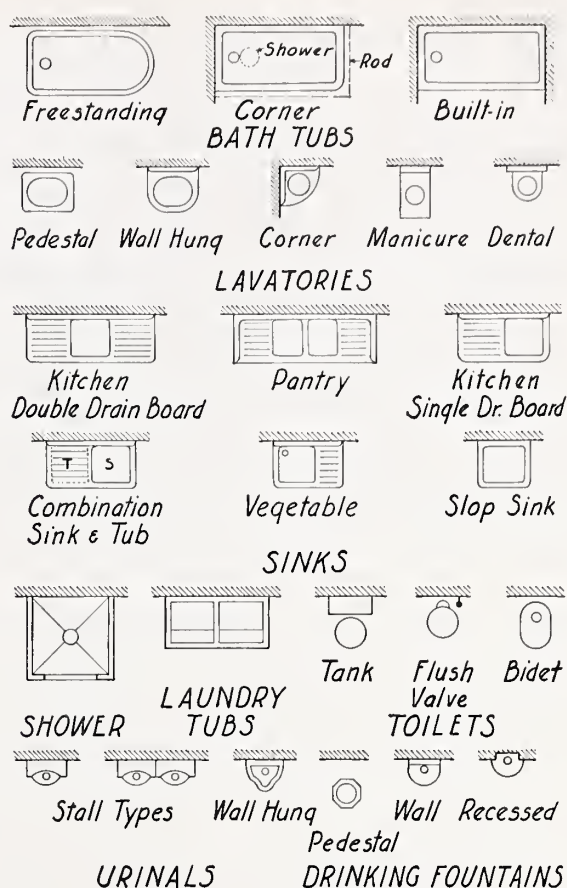 Shower
Rod
Freestanding Corner Built-in
BATH TUBS
Pedestal Wall Hung Corner Manicure Dental
LAVATORIES
Kitchen Pantry Kitchen
Double Drain Board Single Dr. Board
T S
Combination Vegetable Slop Sink
Sink & Tub
SINKS
Tank Flush Bidet
LAUNDRY Valve
SHOWER TUBS TOILETS
Stall Types Wall Hung Wall Recessed
Pedestal
URINALS DRINKING FOUNTAINS